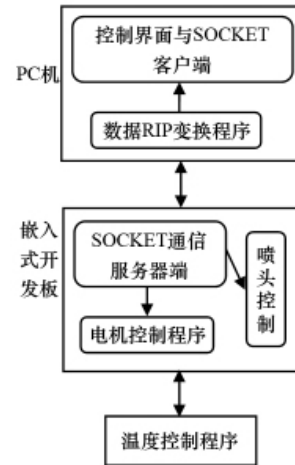 控制界面与SOCKET
客户端
PC机
数据RIP变换程序
嵌入
式开
发板
SOCKET通信
服务器端
喷
头
控
制
电机控制程序
温度控制程序